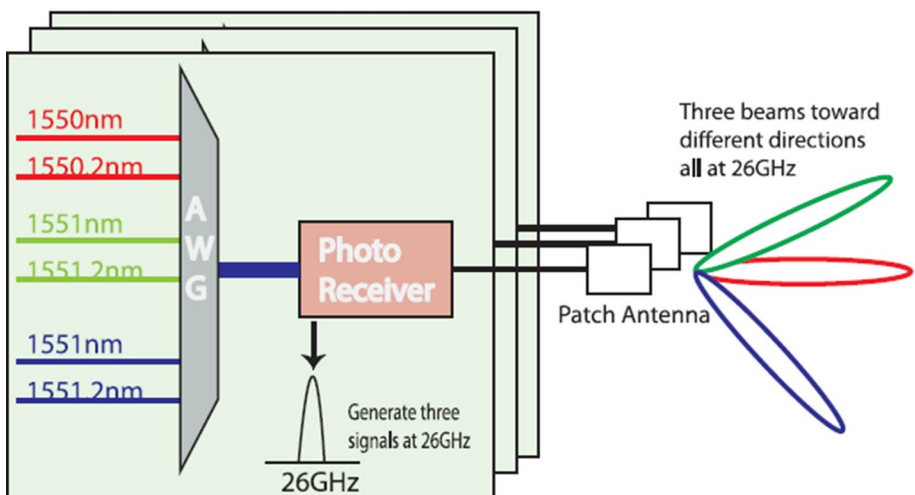 1550nm
1550.2nm
1551nm
1551.2nm
1551nm
1551.2nm
A
W
G
Photo
Receiver
Generate three
signals at 26GHz
26GHz
Patch Antenna
Three beams toward
different directions
all at 26GHz